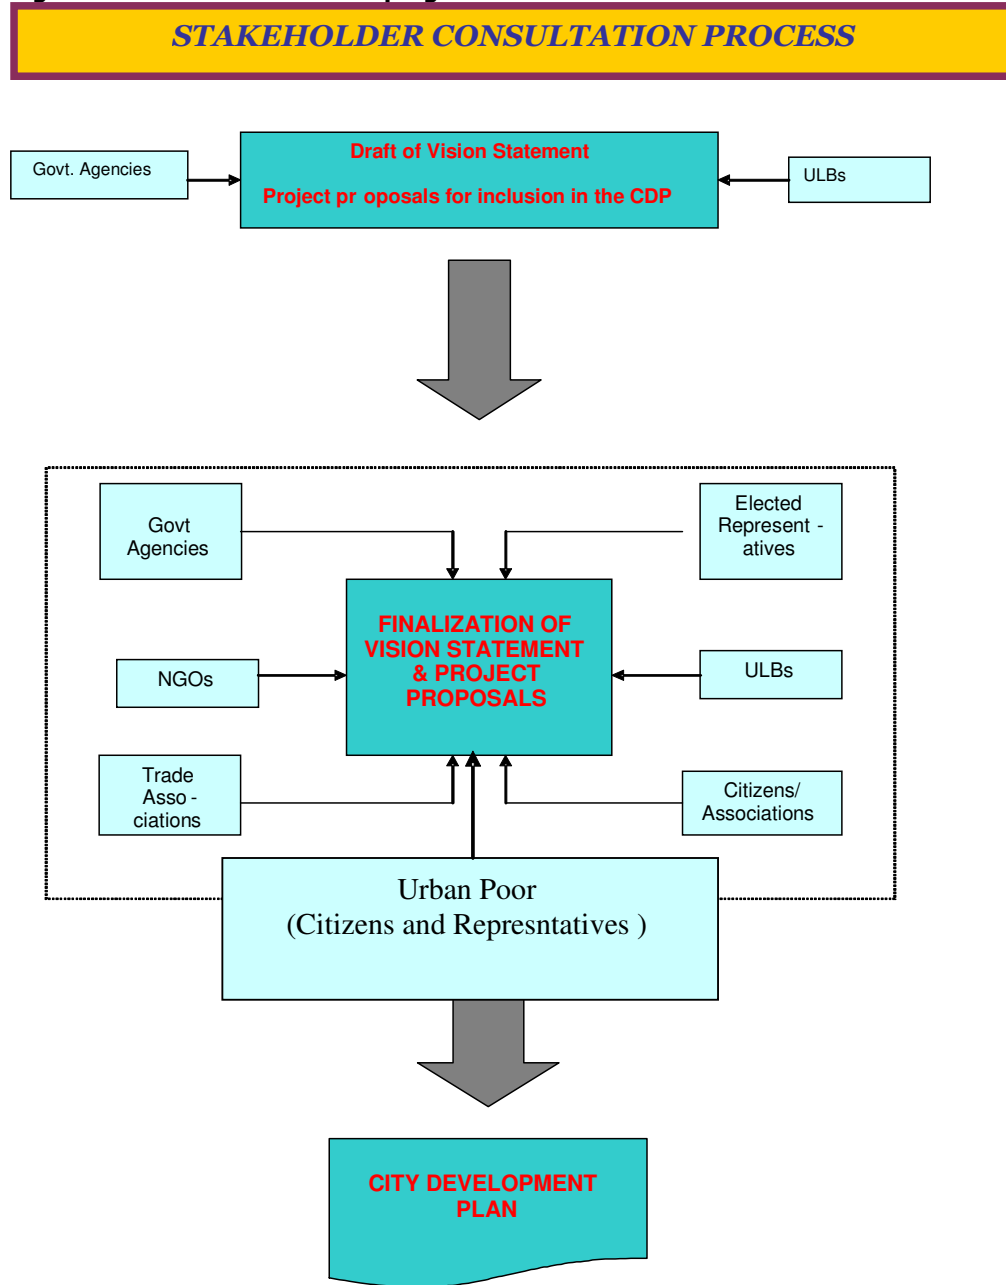 STAKEHOLDER CONSULTATION PROCESS
Draft of Vision Statement
Project pr oposals for inclusion in the CDP
Govt. Agencies
ULBs
Govt
Agencies
Elected
Represent -
atives
FINALIZATION OF
VISION STATEMENT
& PROJECT
PROPOSALS
NGOs
ULBs
Trade
Asso -
ciations
Citizens/
Associations
Urban Poor
(Citizens and Represntatives )
CITY DEVELOPMENT
PLAN